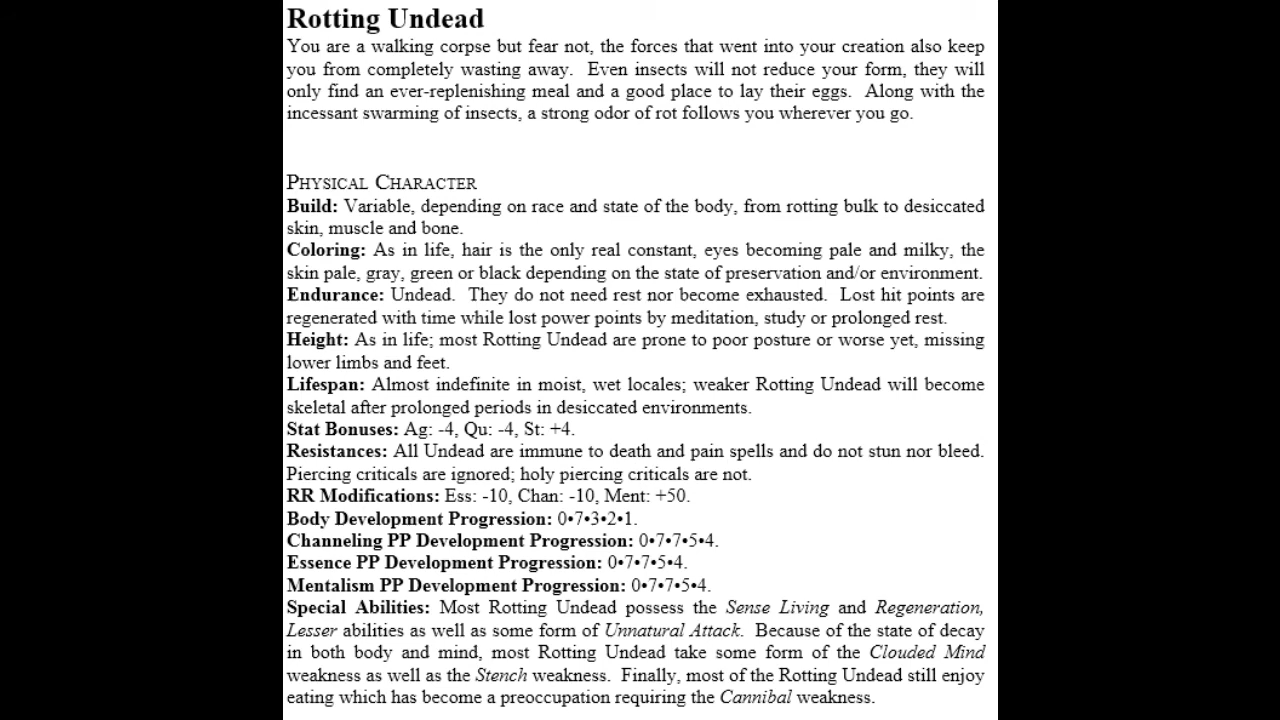 Rotting Undead
You are a walking corpse but fear not, the forces that went into your creation also keep
you from completely wasting away.  Even insects will not reduce your form, they will
only find an ever-replenishing meal and a good place to lay their eggs.  Along with the
incessant swarming of insects, a strong odor of rot follows you wherever you go.
PHYSICAL CHARACTER
Build: Variable, depending on race and state of the body, from rotting bulk to desiccated
skin, muscle and bone.
Coloring: As in life, hair is the only real constant, eyes becoming pale and milky, the
skin pale, gray, green or black depending on the state of preservation and/or environment.
Endurance: Undead.  They do not need rest nor become exhausted.  Lost hit points are
regenerated with time while lost power points by meditation, study or prolonged rest.
Height: As in life; most Rotting Undead are prone to poor posture or worse yet, missing
lower limbs and feet.
Lifespan: Almost indefinite in moist, wet locales; weaker Rotting Undead will become
skeletal after prolonged periods in desiccated environments.
Stat Bonuses: Ag: -4, Qu: -4, St: +4.
Resistances: All Undead are immune to death and pain spells and do not stun nor bleed.
Piercing criticals are ignored; holy piercing criticals are not.
RR Modifications: Ess: -10, Chan: -10, Ment: +50.
Body Development Progression: 0•7•3•2•1.
Channeling PP Development Progression: 0•7•7•5•4.
Essence PP Development Progression: 0•7•7•5•4.
Mentalism PP Development Progression: 0•7•7•5•4.
Special Abilities: Most Rotting Undead possess the Sense Living and Regeneration,
Lesser abilities as well as some form of Unnatural Attack.  Because of the state of decay
in both body and mind, most Rotting Undead take some form of the Clouded Mind
weakness as well as the Stench weakness.  Finally, most of the Rotting Undead still enjoy
eating which has become a preoccupation requiring the Cannibal weakness.